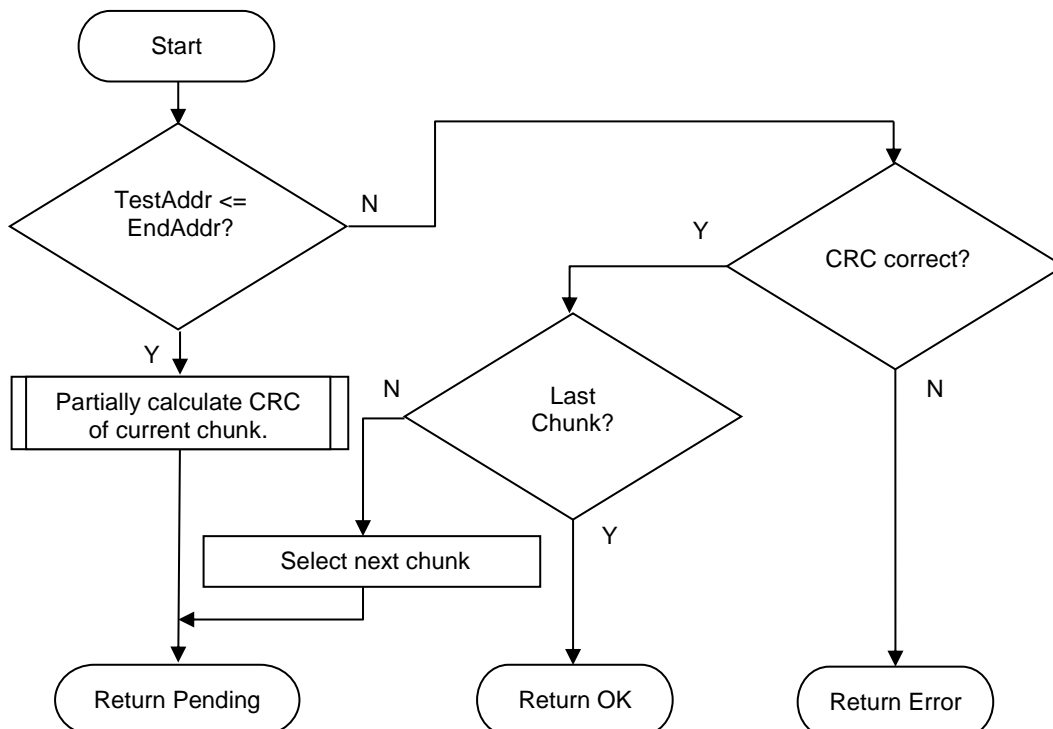 Start
TestAddr <=
EndAddr?
N
Y
CRC correct?
Y
Partially calculate CRC
of current chunk.
N
Last
Chunk?
N
Y
Select next chunk
Return Pending
Return OK
Return Error